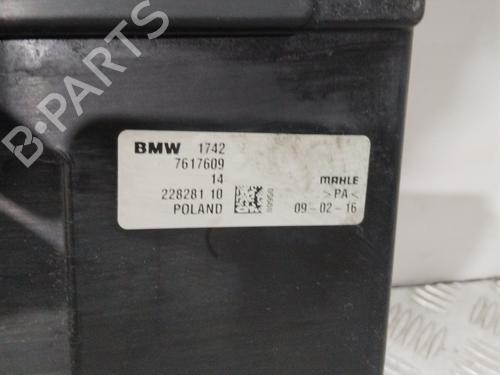 B-PARTS
BMW 1742
7617609
14
228281 10
POLAND
MAHLE
>PA<
09-02-16